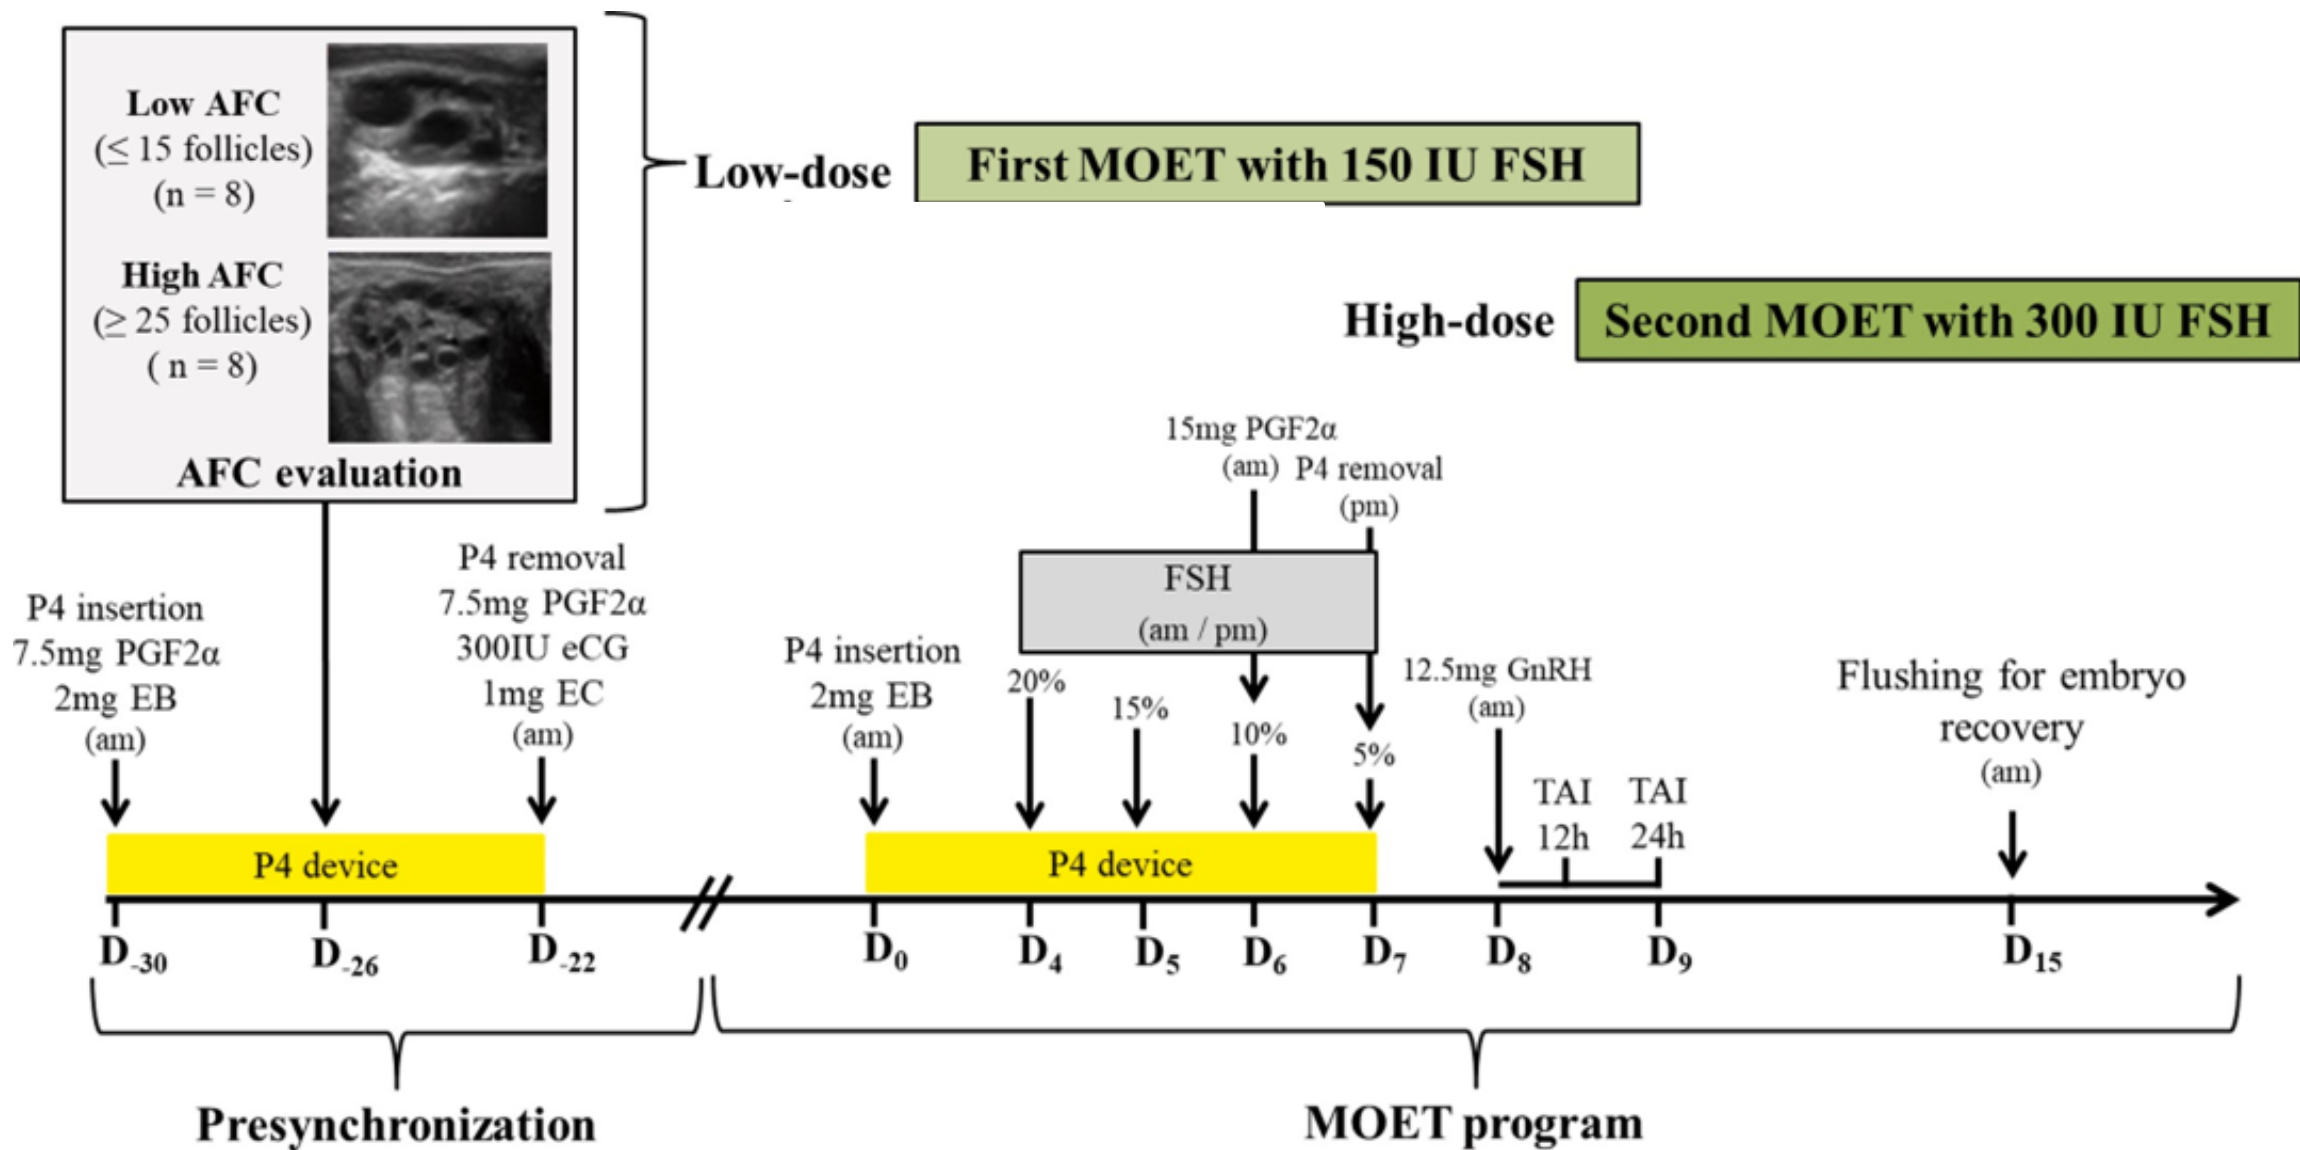 Low AFC
(≤ 15 follicles)
(n = 8)
High AFC
(≥ 25 follicles)
( n = 8)
AFC evaluation
Low-dose
First MOET with 150 IU FSH
High-dose
Second MOET with 300 IU FSH
P4 insertion
7.5mg PGF2α
2mg EB
(am)
P4 removal
7.5mg PGF2α
300IU eCG
1mg EC
(am)
P4 insertion
2mg EB
(am)
15mg PGF2α
(am)
P4 removal
(pm)
FSH
(am / pm)
20%
15%
10%
5%
12.5mg GnRH
(am)
TAI
12h
TAI
24h
Flushing for embryo
recovery
(am)
P4 device
P4 device
D-30
D-26
D-22
D0
D4
D5
D6
D7
D8
D9
D15
Presynchronization
MOET program